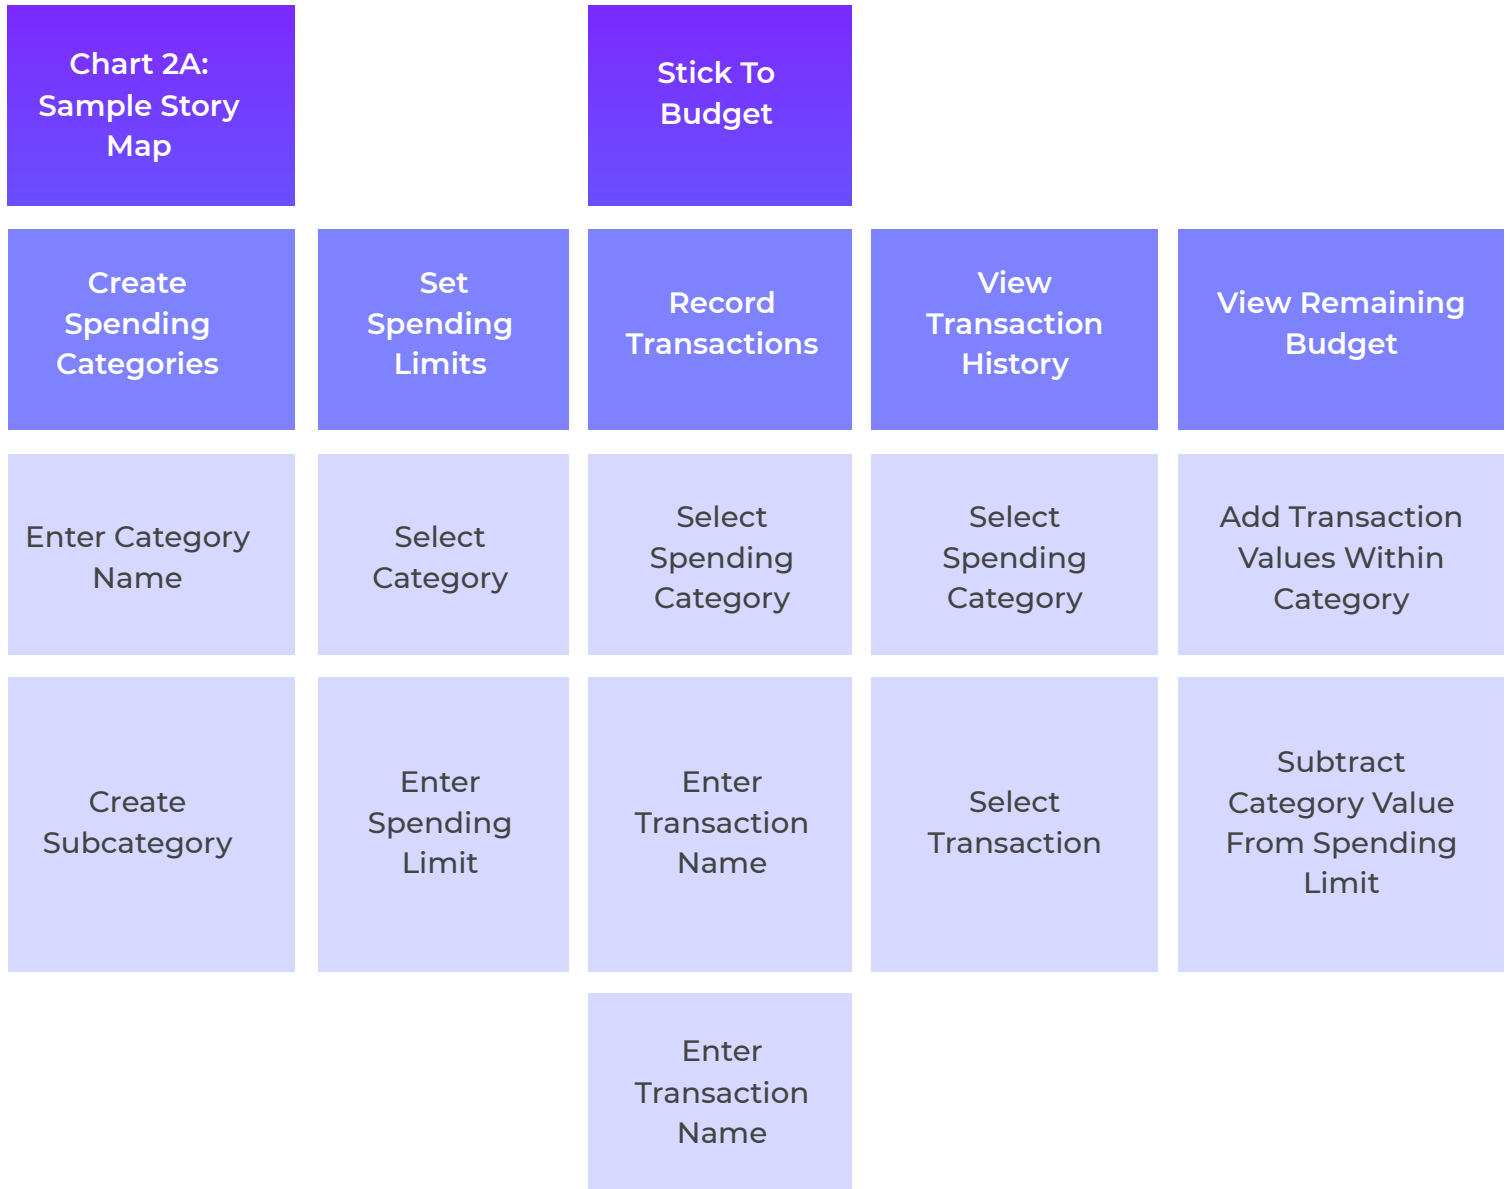 Chart 2A:
Sample Story
Map
Stick To
Budget
Create
Spending
Categories
Set
Spending
Limits
Record
Transactions
View
Transaction
History
View Remaining
Budget
Enter Category
Name
Select
Category
Select
Spending
Category
Select
Spending
Category
Add Transaction
Values Within
Category
Create
Subcategory
Enter
Spending
Limit
Enter
Transaction
Name
Select
Transaction
Subtract
Category Value
From Spending
Limit
Enter
Transaction
Name